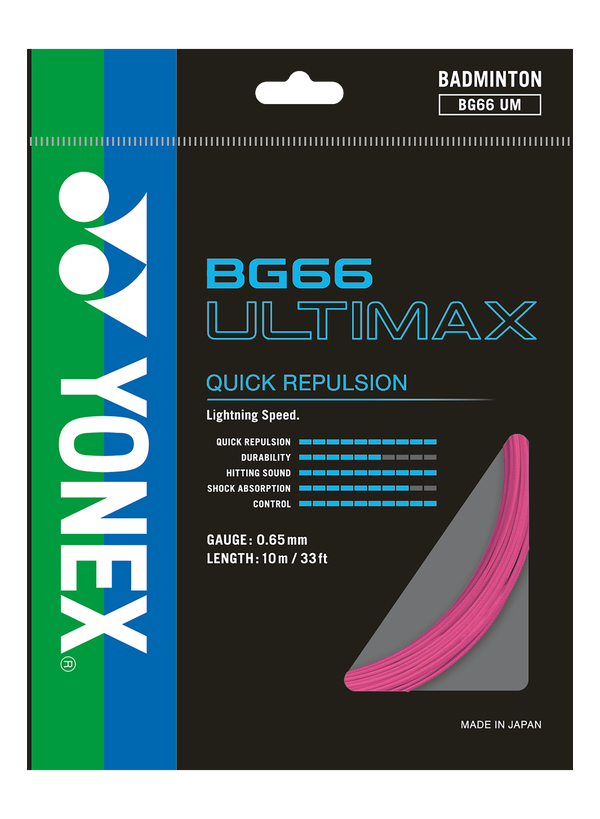 BADMINTON
BG66 UM
YONEX®
BG66
ULTIMAX
QUICK REPULSION
Lightning Speed.
QUICK REPULSION
DURABILITY
HITTING SOUND
SHOCK ABSORPTION
CONTROL
GAUGE: 0.65mm
LENGTH: 10m / 33ft
MADE IN JAPAN